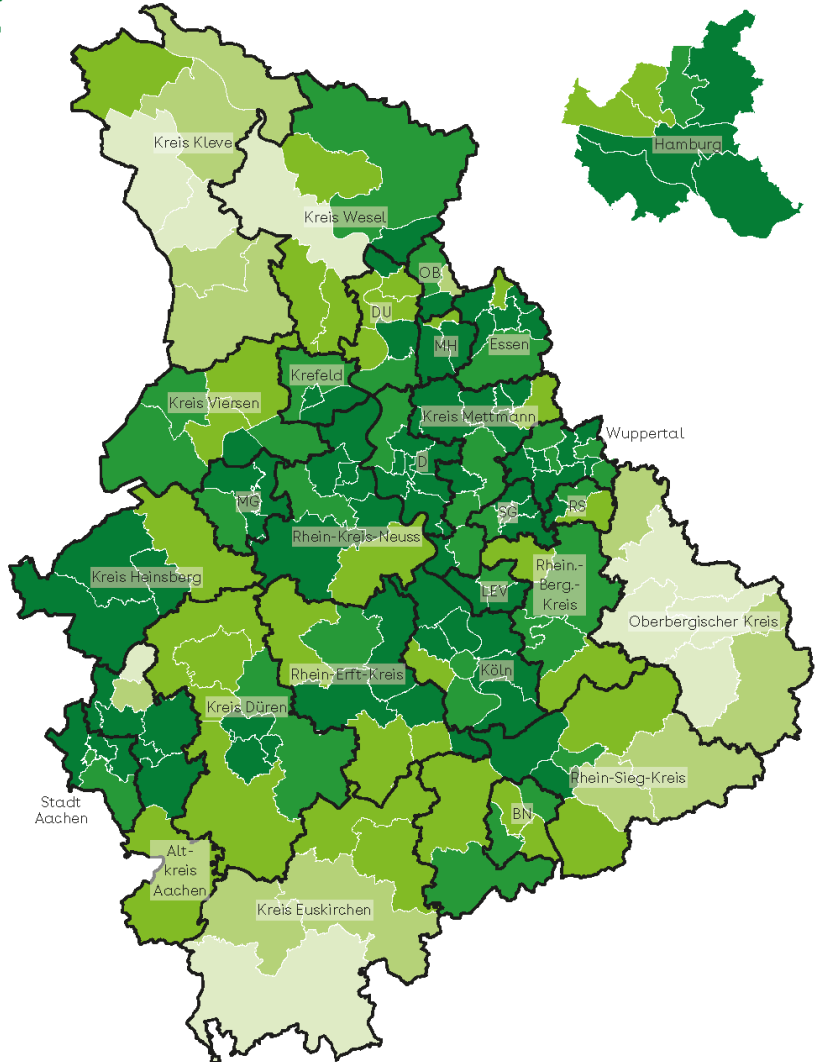 Hamburg
Kreis Kleve
Kreis Wesel
OB
DU
MH
Essen
Krefeld
Kreis Viersen
Kreis Mettmann
Wuppertal
D
MG
SG
RS
Rhein-Kreis-Neuss
Kreis Heinsberg
Rhein.-
Berg.-
Kreis
LEV
Oberbergischer Kreis
Köln
Rhein-Erft-Kreis
Kreis Düren
Rhein-Sieg-Kreis
Stadt
Aachen
BN
Alt-
kreis
Aachen
Kreis Euskirchen